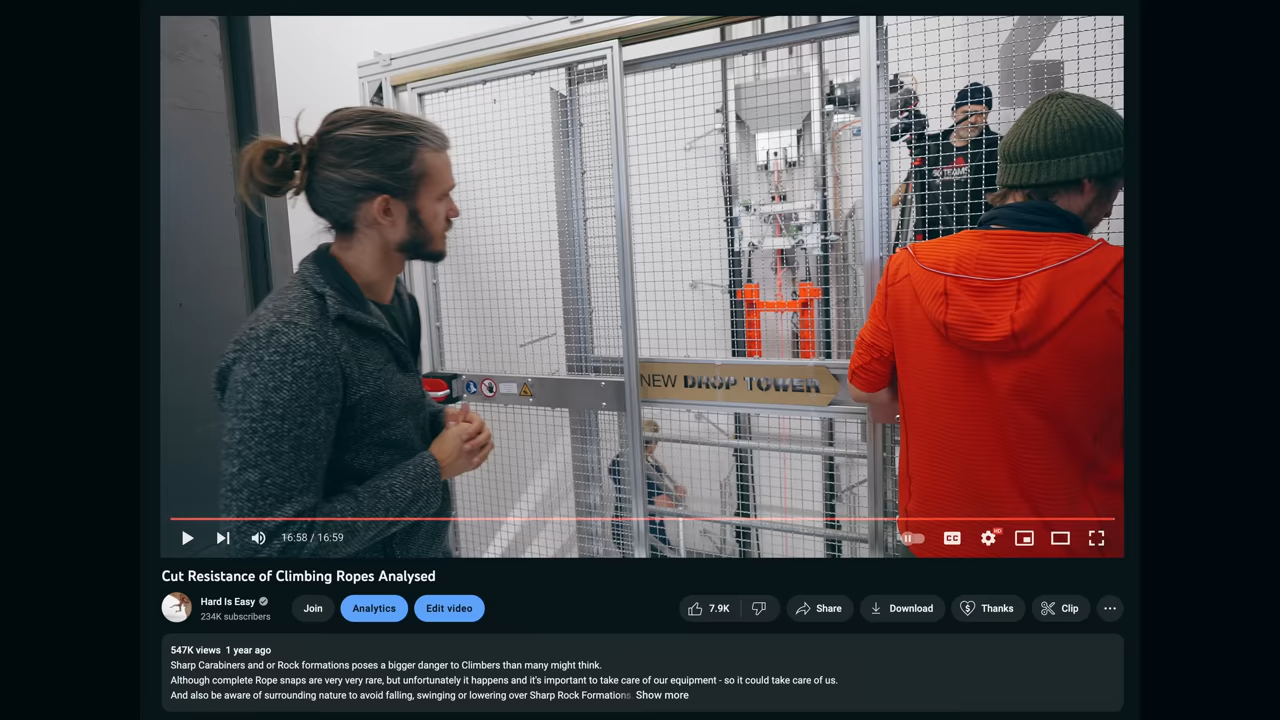 TEAMS
NEW DROP TOWER
16:58 / 16:59
CC
HD
Cut Resistance of Climbing Ropes Analysed
Hard Is Easy
234K subscribers
Join
Analytics
Edit video
7.9K
Share
Download
Thanks
Clip
547K views 1 year ago
Sharp Carabiners and or Rock formations poses a bigger danger to Climbers than many might think.
Although complete Rope snaps are very very rare, but unfortunately it happens and it's important to take care of our equipment - so it could take care of us.
And also be aware of surrounding nature to avoid falling, swinging or lowering over Sharp Rock Formations Show more